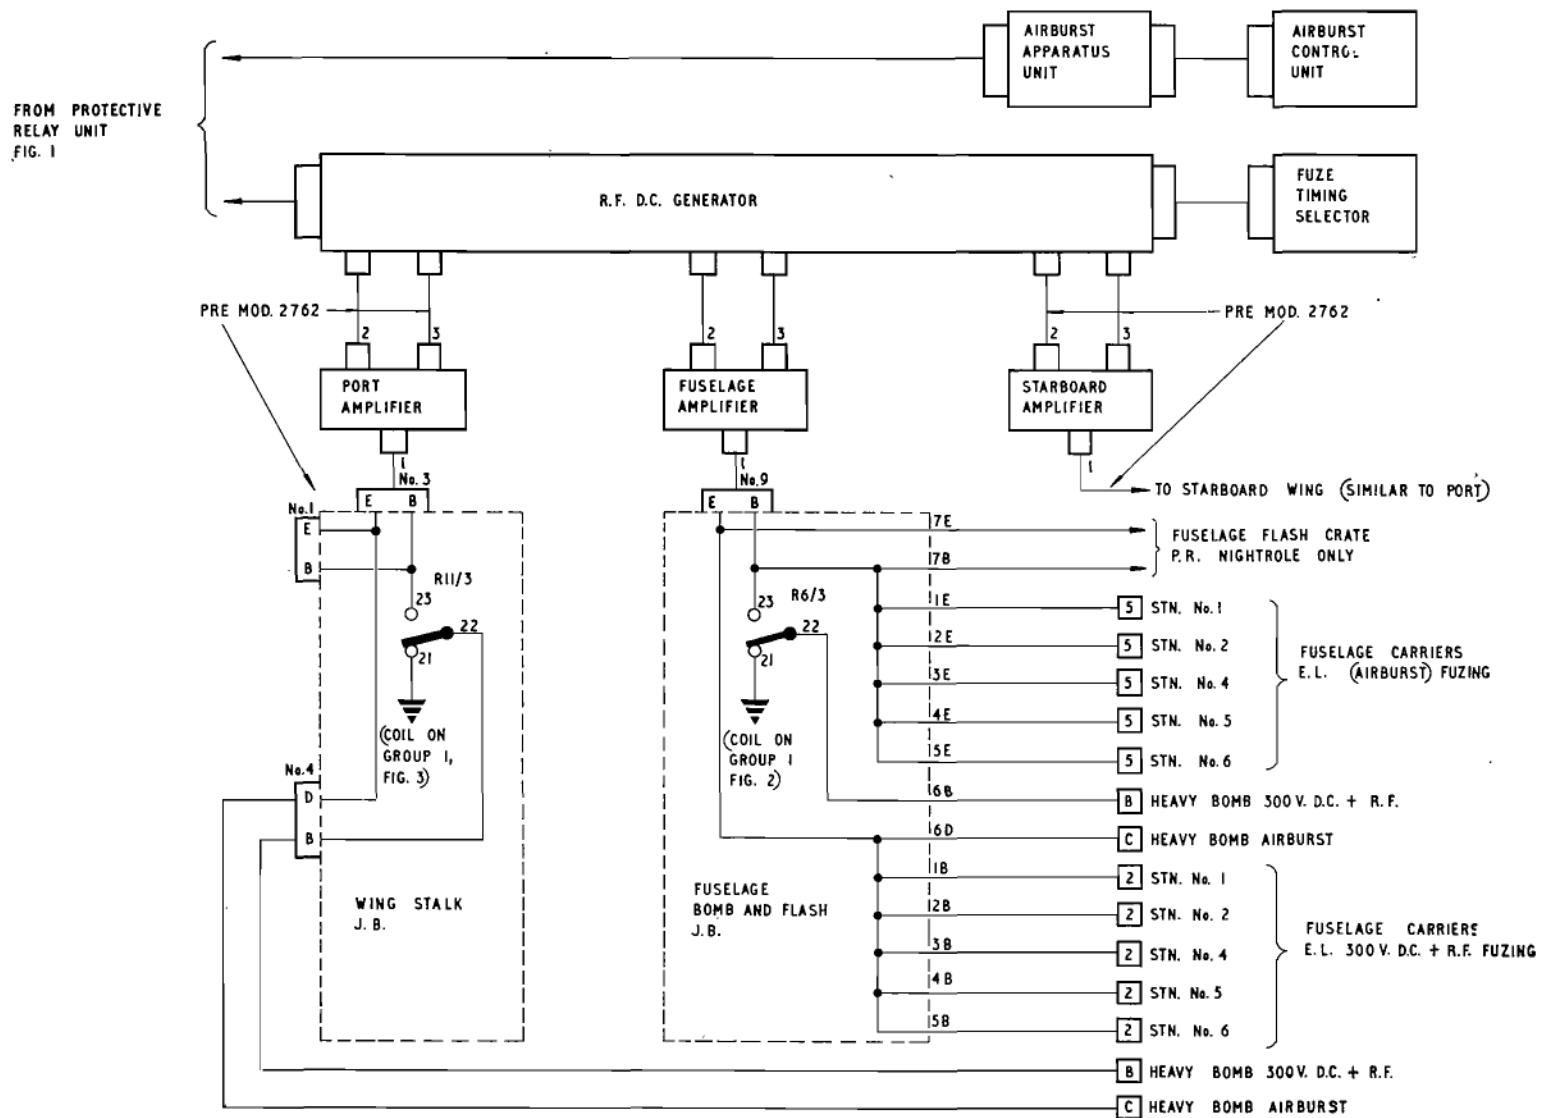 AIRBURST
APPARATUS
UNIT
AIRBURST
CONTROL
UNIT
FROM PROTECTIVE
RELAY UNIT
FIG. 1
R.F. D.C. GENERATOR
FUZE
TIMING
SELECTOR
PRE MOD. 2762
PRE MOD. 2762
2
3
2
3
2
3
PORT
AMPLIFIER
FUSELAGE
AMPLIFIER
STARBOARD
AMPLIFIER
1
1
1
No. 3
No. 9
TO STARBOARD WING (SIMILAR TO PORT)
E B
E B
No. 1
E
B
7E
7B
FUSELAGE FLASH CRATE
P.R. NIGHTROLE ONLY
R11/3
23
22
21
R6/3
23
22
21
1E
5 STN. No. 1
2E
5 STN. No. 2
3E
5 STN. No. 4
4E
5 STN. No. 5
5E
5 STN. No. 6
FUSELAGE CARRIERS
E.L. (AIRBURST) FUZING
(COIL ON
GROUP 1,
FIG. 3)
(COIL ON
GROUP 1
FIG. 2)
No. 4
D
B
6B
B HEAVY BOMB 300 V. D.C. + R.F.
6D
C HEAVY BOMB AIRBURST
1B
2 STN. No. 1
2B
2 STN. No. 2
3B
2 STN. No. 4
4B
2 STN. No. 5
5B
2 STN. No. 6
FUSELAGE CARRIERS
E.L. 300 V. D.C. + R.F. FUZING
WING STALK
J.B.
FUSELAGE
BOMB AND FLASH
J.B.
B HEAVY BOMB 300 V. D.C. + R.F.
C HEAVY BOMB AIRBURST